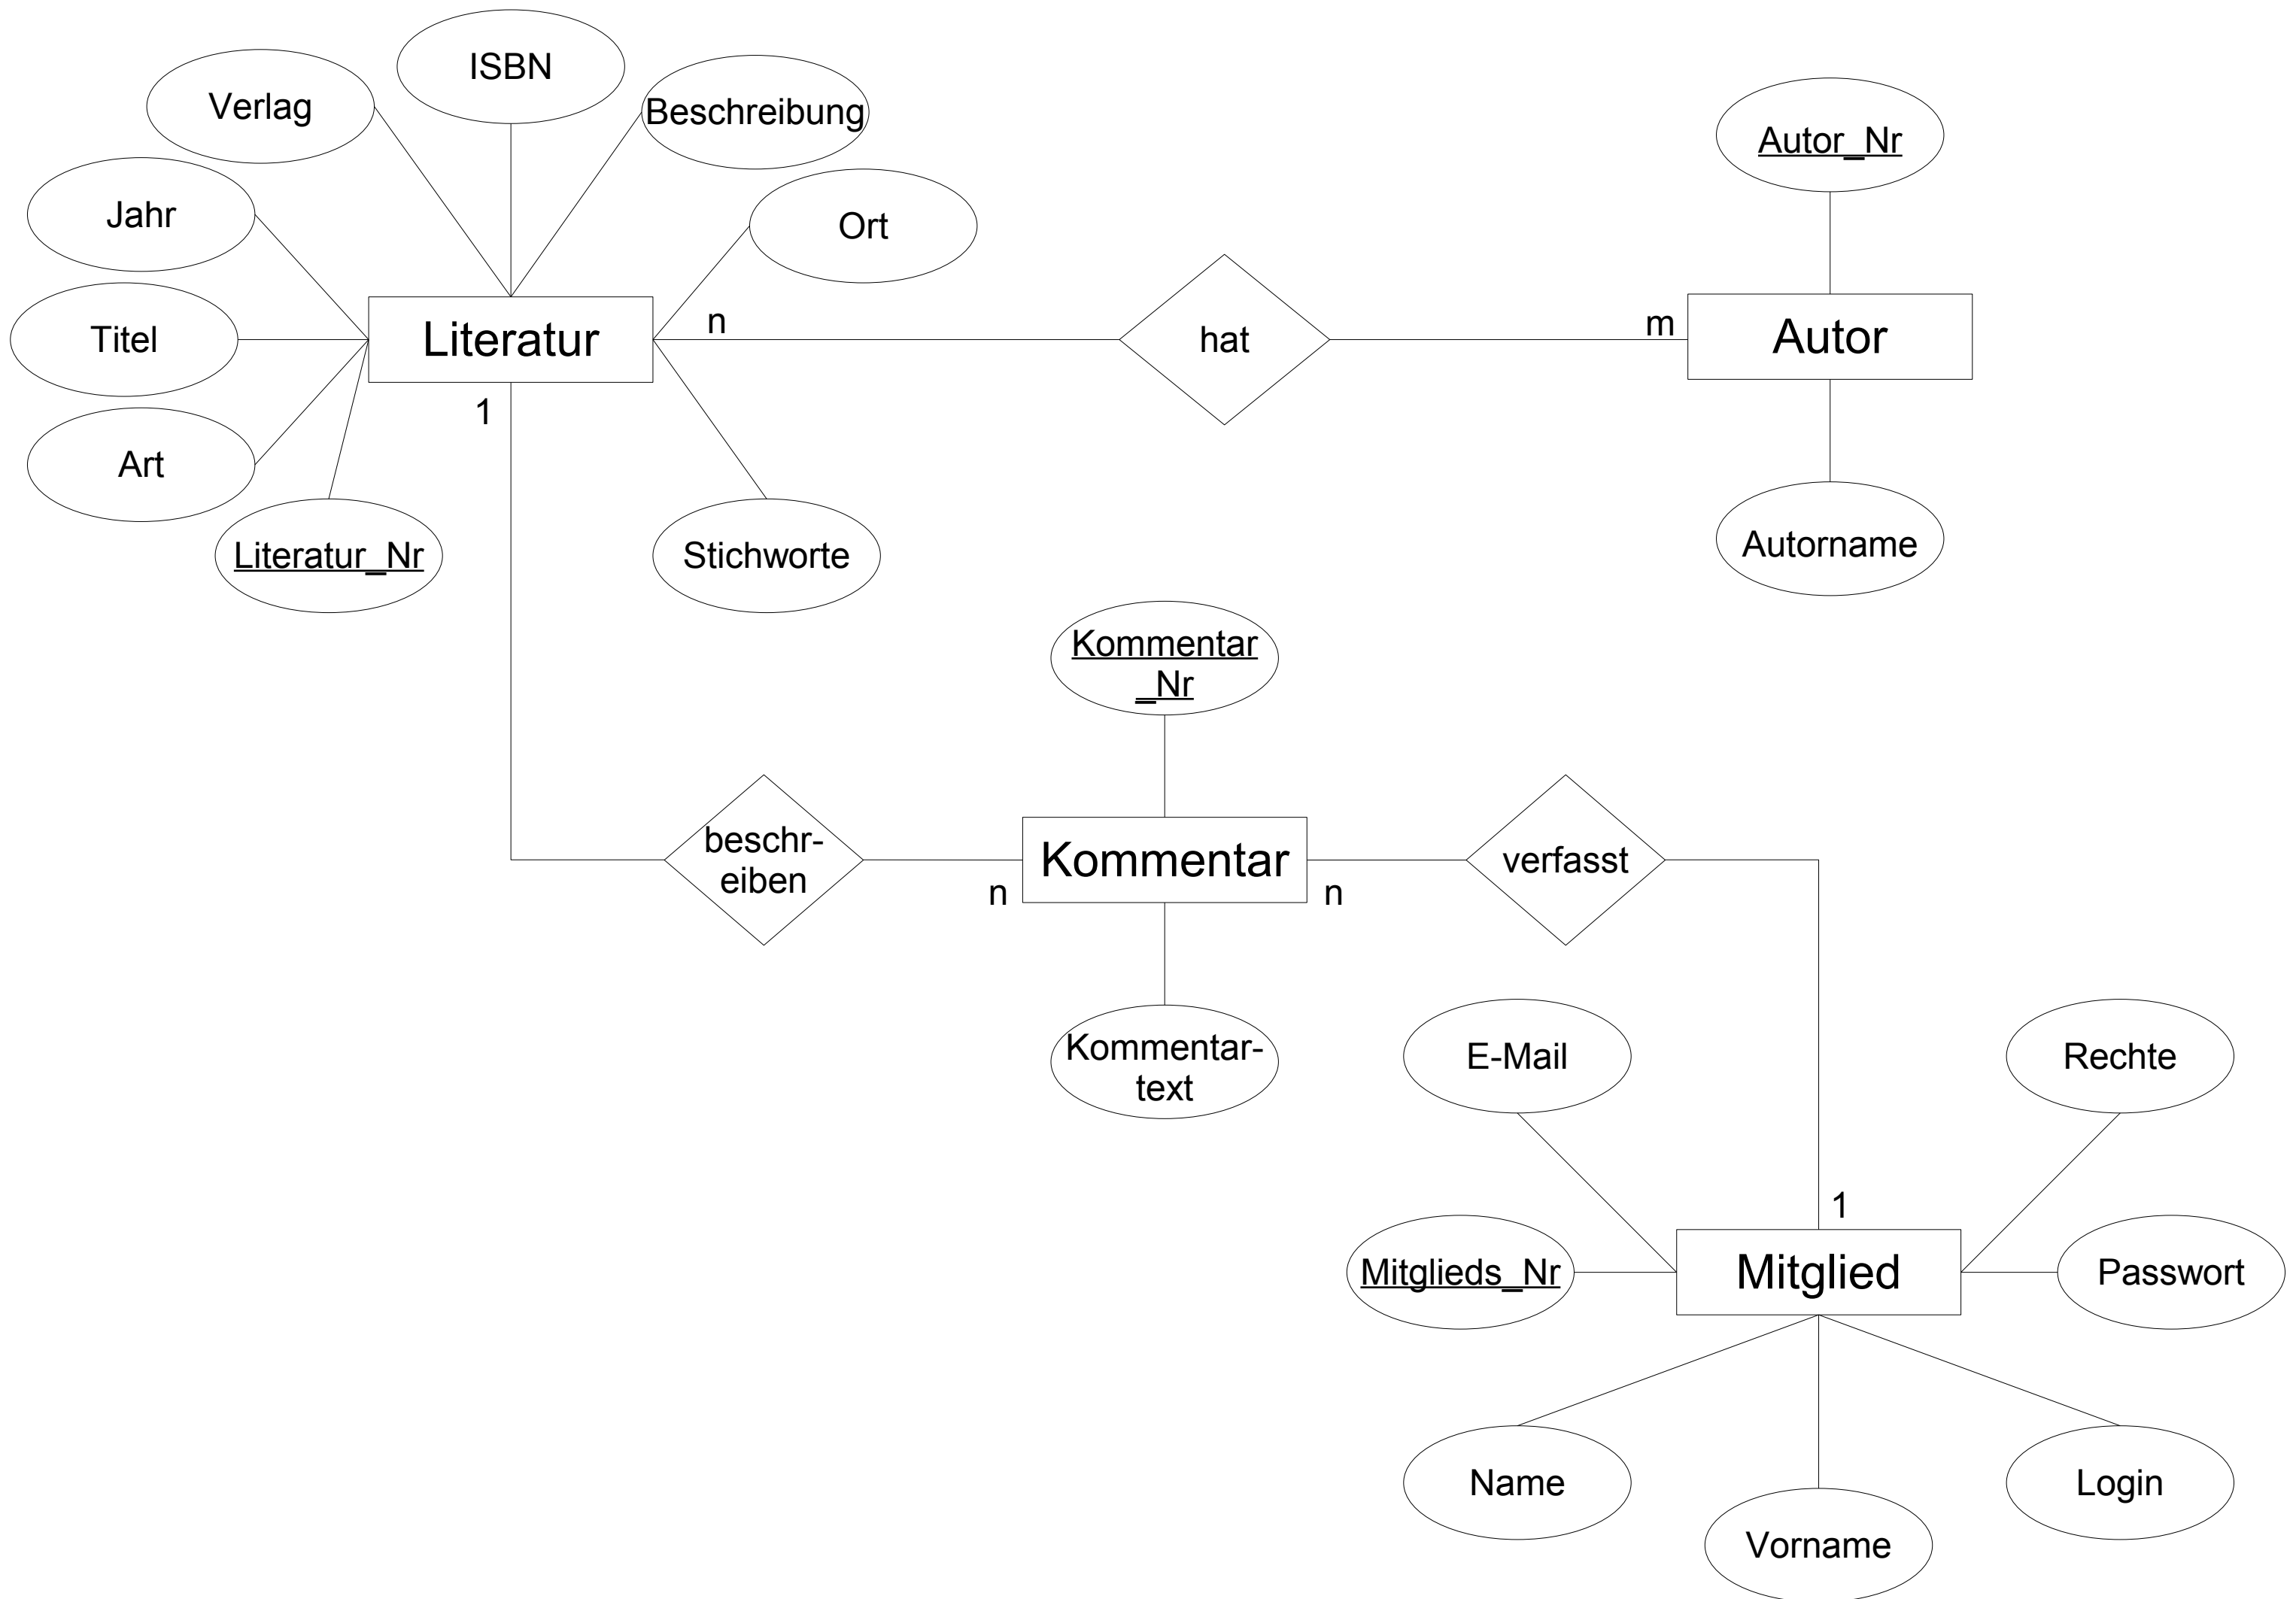 ISBN
Verlag
Beschreibung
Autor_Nr
Jahr
Ort
Literatur
n
hat
m
Autor
Titel
1
Art
Literatur_Nr
Stichworte
Autorname
Kommentar
_Nr
beschr-
eiben
n
Kommentar
n
verfasst
Kommentar-
text
E-Mail
Rechte
1
Mitglieds_Nr
Mitglied
Passwort
Name
Vorname
Login